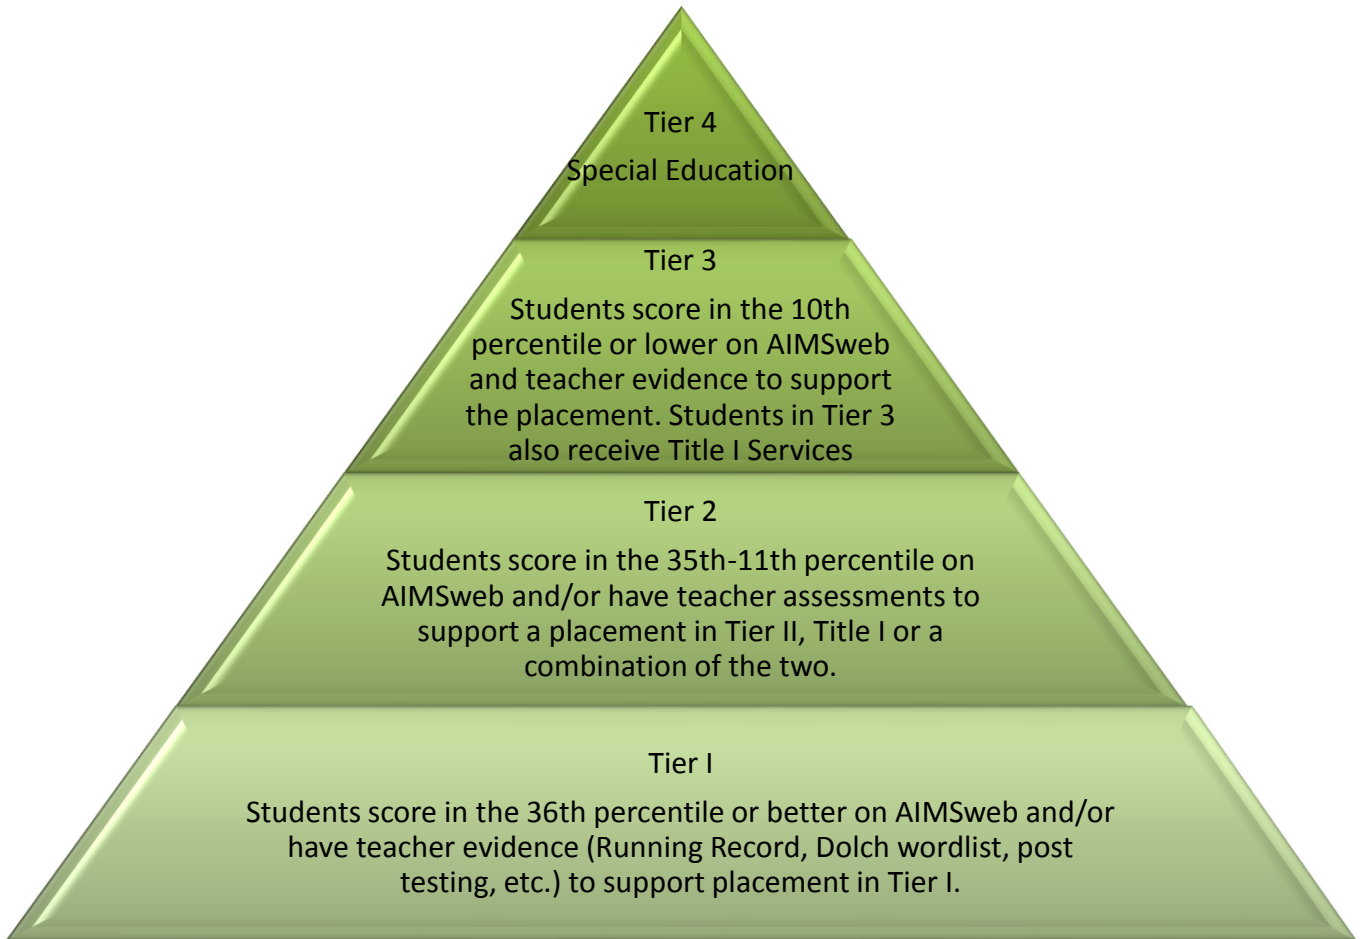 Tier 4
Special Education
Tier 3
Students score in the 10th
percentile or lower on AIMSweb
and teacher evidence to support
the placement. Students in Tier 3
also receive Title I Services
Tier 2
Students score in the 35th-11th percentile on
AIMSweb and/or have teacher assessments to
support a placement in Tier II, Title I or a
combination of the two.
Tier I
Students score in the 36th percentile or better on AIMSweb and/or
have teacher evidence (Running Record, Dolch wordlist, post
testing, etc.) to support placement in Tier I.